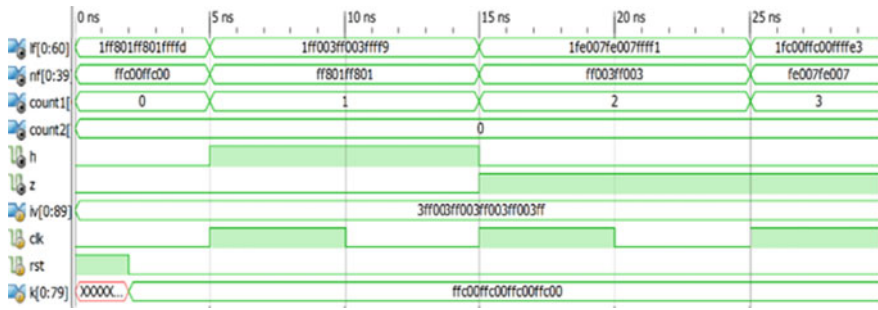 0 ns 5 ns 10 ns 15 ns 20 ns 25 ns
lf[0:60] 1ff801ff801ffffd 1ff003ff003ffff9 1fe007fe007ffff1 1fc00ffc00ffffe3
nf[0:39 ffc00ffc00 ff801ff801 ff003ff003 fe007fe007
count1[ 0 1 2 3
count2[ 0
h
z
iv[0:89] 3ff003ff003ff003ff003ff
clk
rst
k[0:79] XXXXX... ffc00ffc00ffc00ffc00